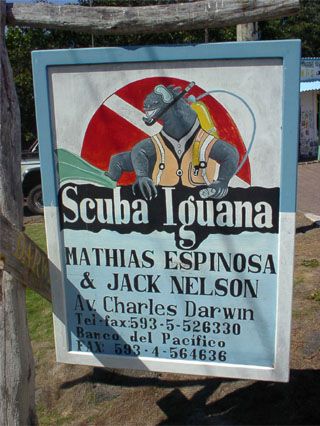 Scuba Iguana
MATHIAS ESPINOSA
& JACK NELSON
Av. Charles Darwin
Tel-fax:593-5-526330
Banco del Pacífico
FAX: 593-4-564636